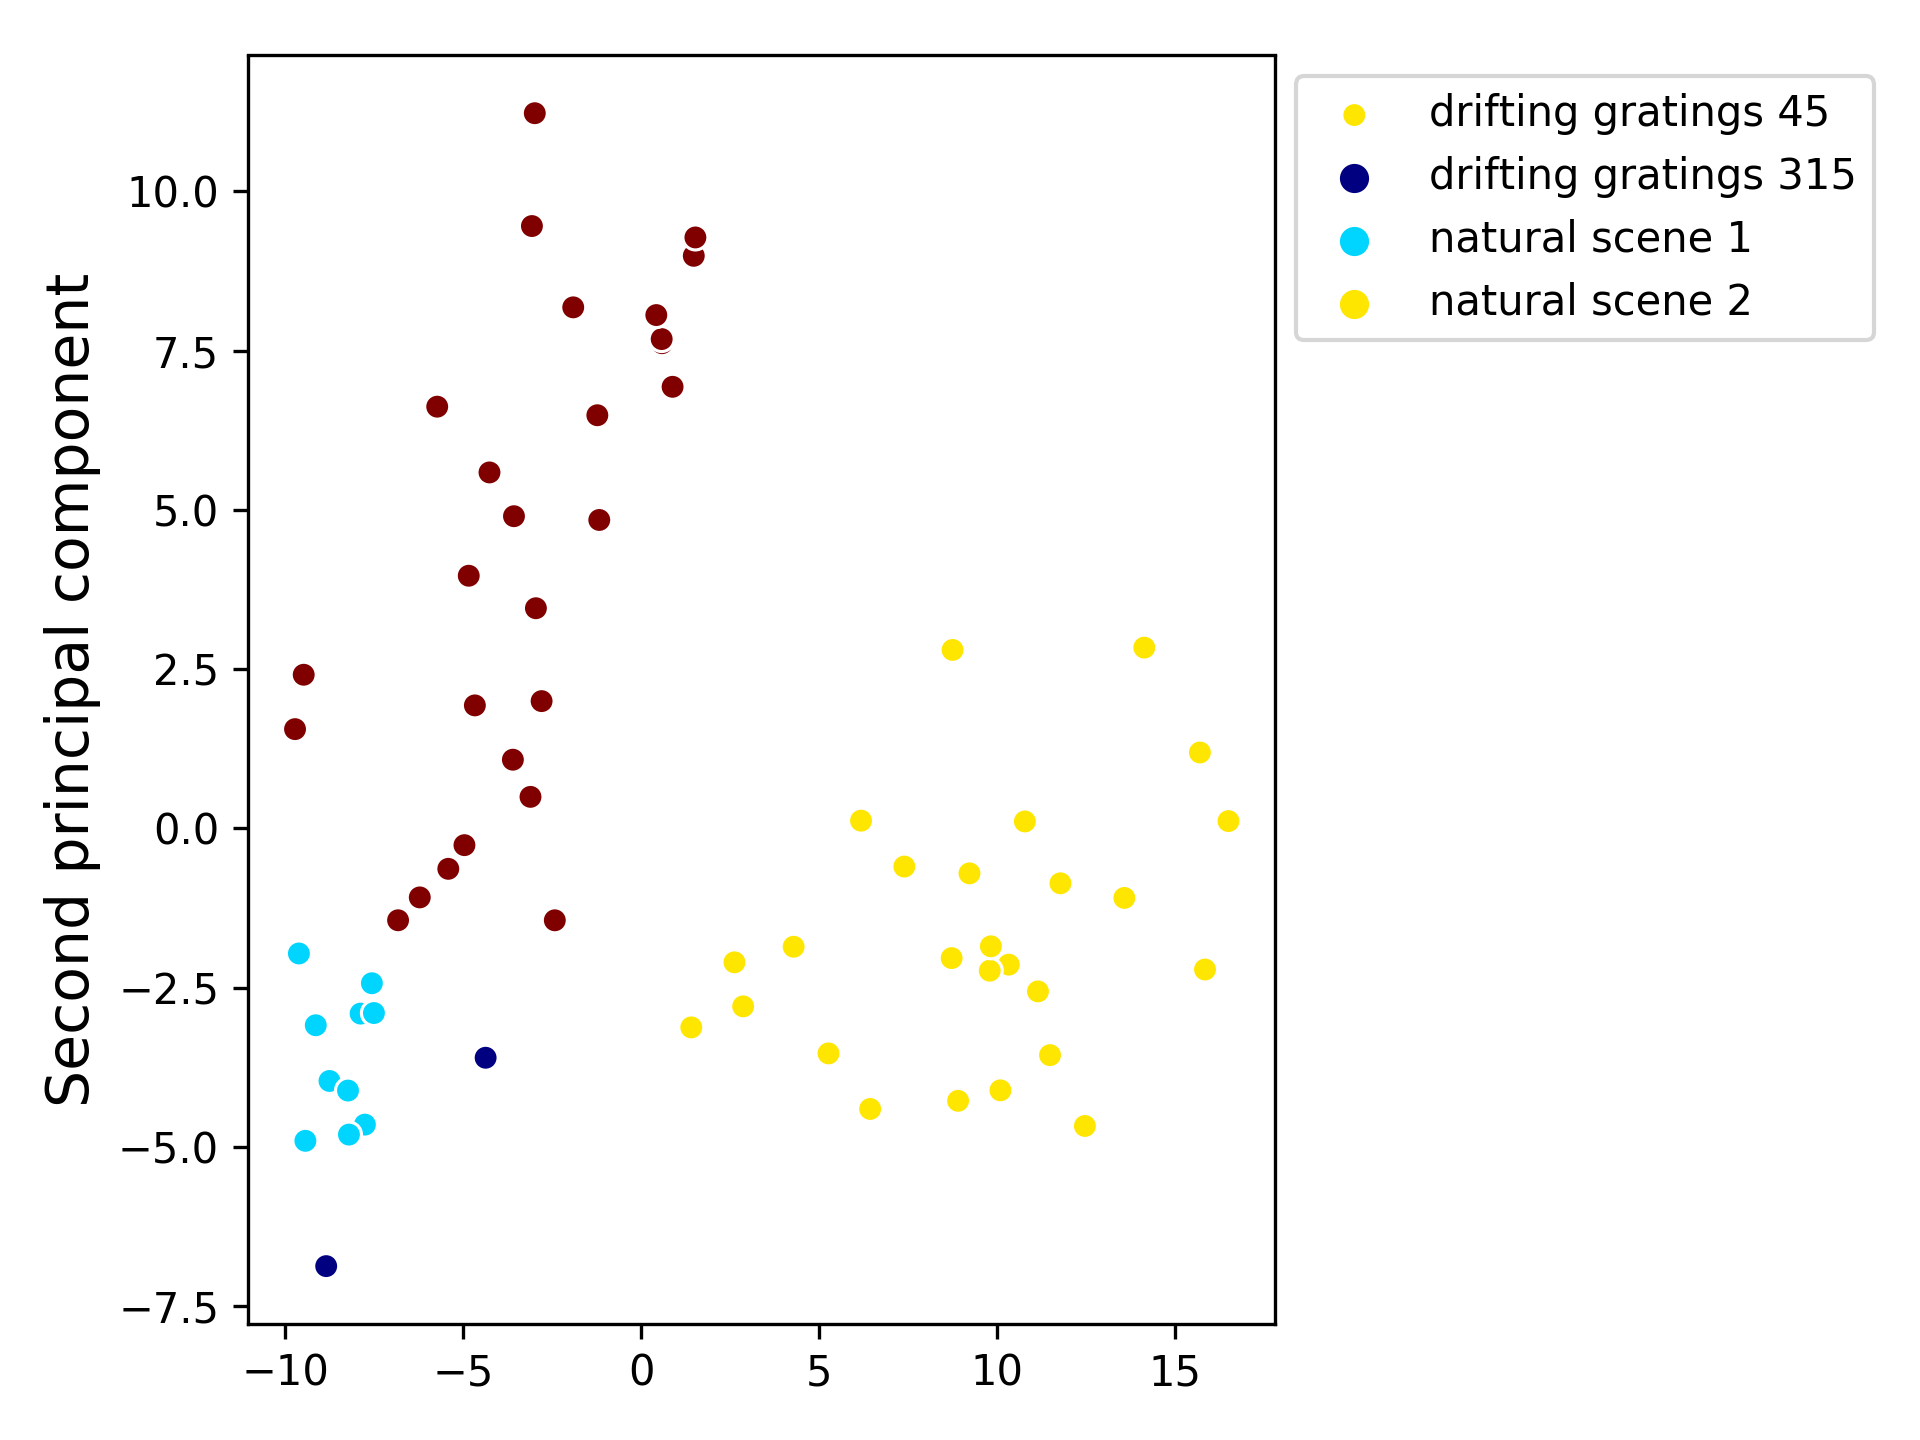 drifting gratings 45
drifting gratings 315
natural scene 1
natural scene 2
Second principal component
10.0
7.5
5.0
2.5
0.0
−2.5
−5.0
−7.5
−10 −5 0 5 10 15